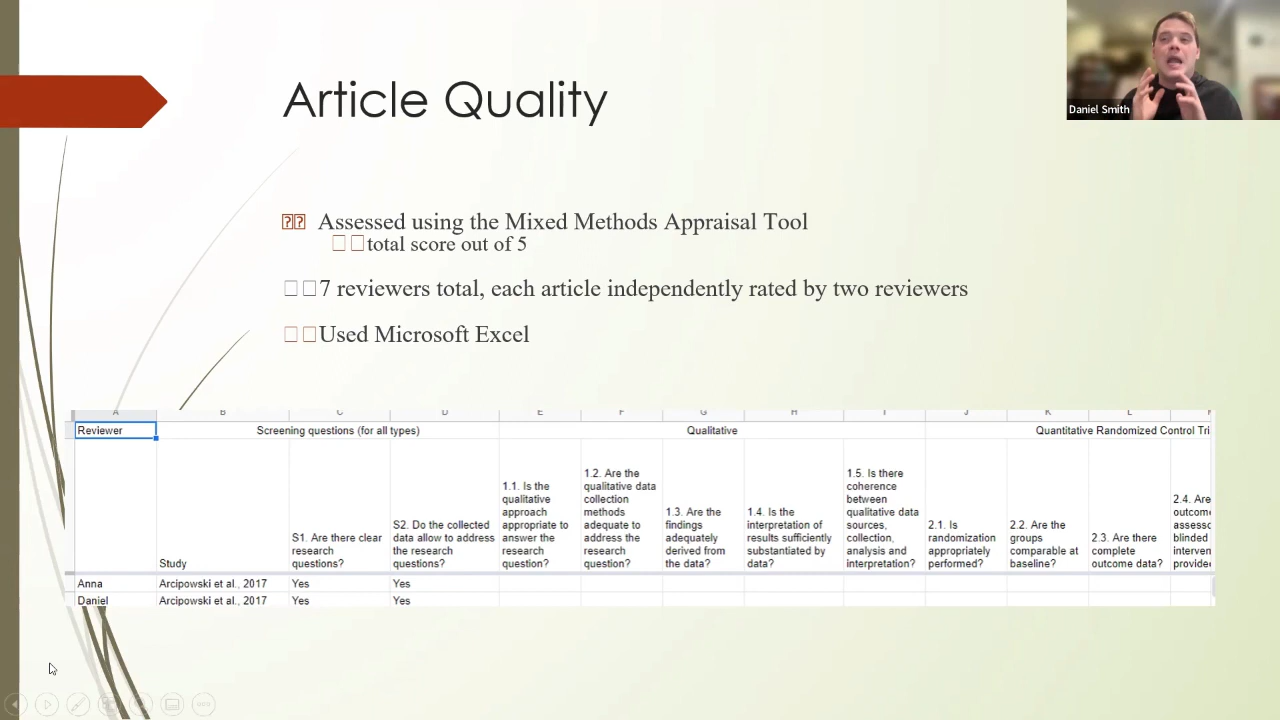 Daniel Smith
Article Quality
Assessed using the Mixed Methods Appraisal Tool
total score out of 5
7 reviewers total, each article independently rated by two reviewers
Used Microsoft Excel
A B C D E F G H I J K L
Reviewer Screening questions (for all types) Qualitative Quantitative Randomized Control Tri
Study
S1. Are there clear
research
questions?
S2. Do the collected
data allow to address
the research
questions?
1.1. Is the
qualitative
approach
appropriate to
answer the
research
question?
1.2. Are the
qualitative data
collection
methods
adequate to
address the
research
question?
1.3. Are the
findings
adequately
derived from
the data?
1.4. Is the
interpretation of
results sufficiently
substantiated by
data?
1.5. Is there
coherence
between
qualitative data
sources,
collection,
analysis and
interpretation?
2.1. Is
randomization
appropriately
performed?
2.2. Are the
groups
comparable at
baseline?
2.3. Are there
complete
outcome data?
2.4. Are
outcom
assess
blinded
interven
provide
Anna Arcipowski et al., 2017 Yes Yes
Daniel Arcipowski et al., 2017 Yes Yes